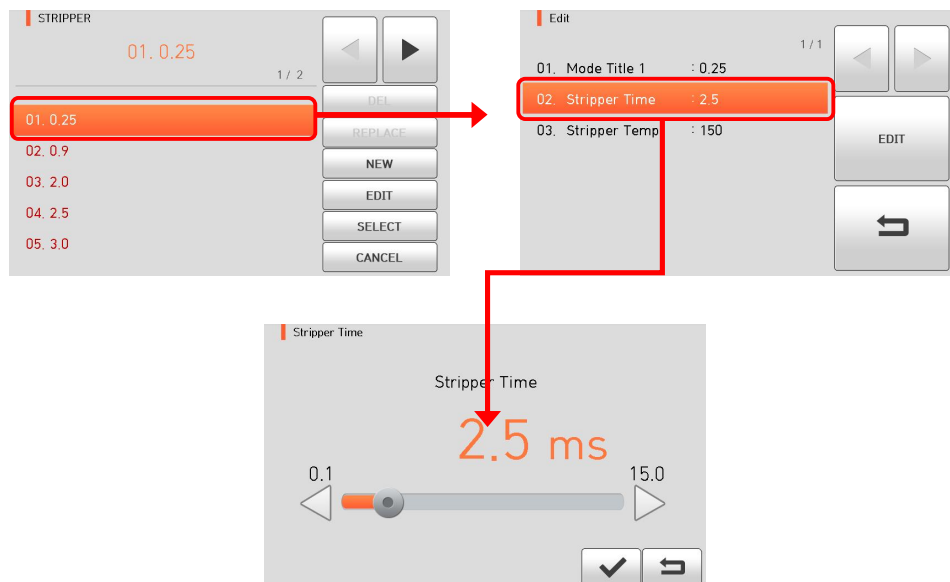 STRIPPER
01. 0.25
1 / 2
01. 0.25
02. 0.9
03. 2.0
04. 2.5
05. 3.0
DEL
REPLACE
NEW
EDIT
SELECT
CANCEL
Edit
1 / 1
01. Mode Title 1 : 0.25
02. Stripper Time : 2.5
03. Stripper Temp : 150
EDIT
Stripper Time
Stripper Time
2.5 ms
0.1
15.0